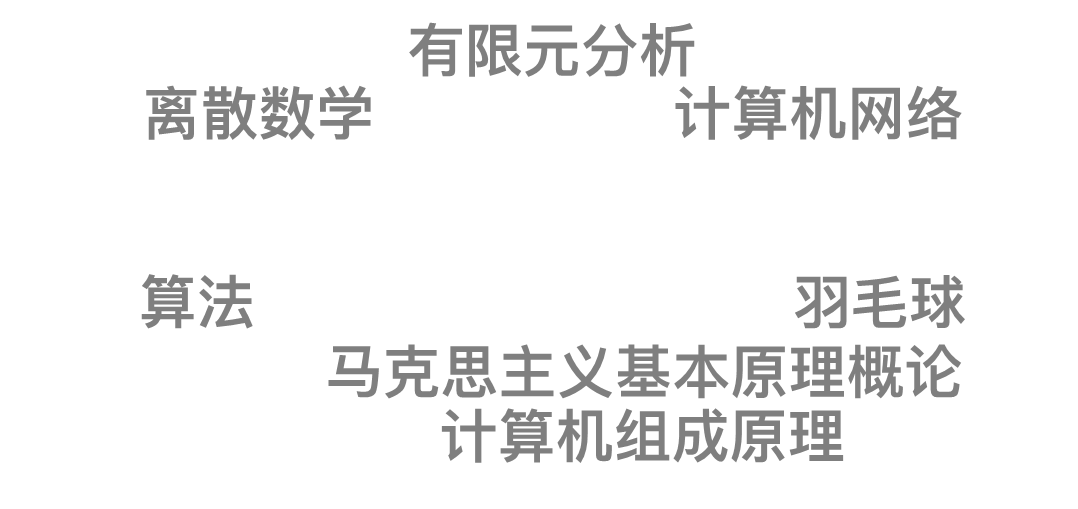 有限元分析
离散数学
计算机网络
算法
羽毛球
马克思主义基本原理概论
计算机组成原理